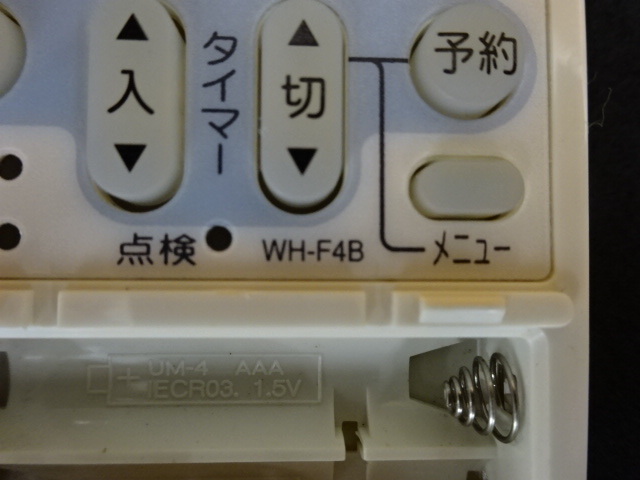 ▲
入
▼
タイマー
▲
切
▼
予約
点検
WH-F4B
メニュー
+ UM-4 AAA
IECR03. 1.5V